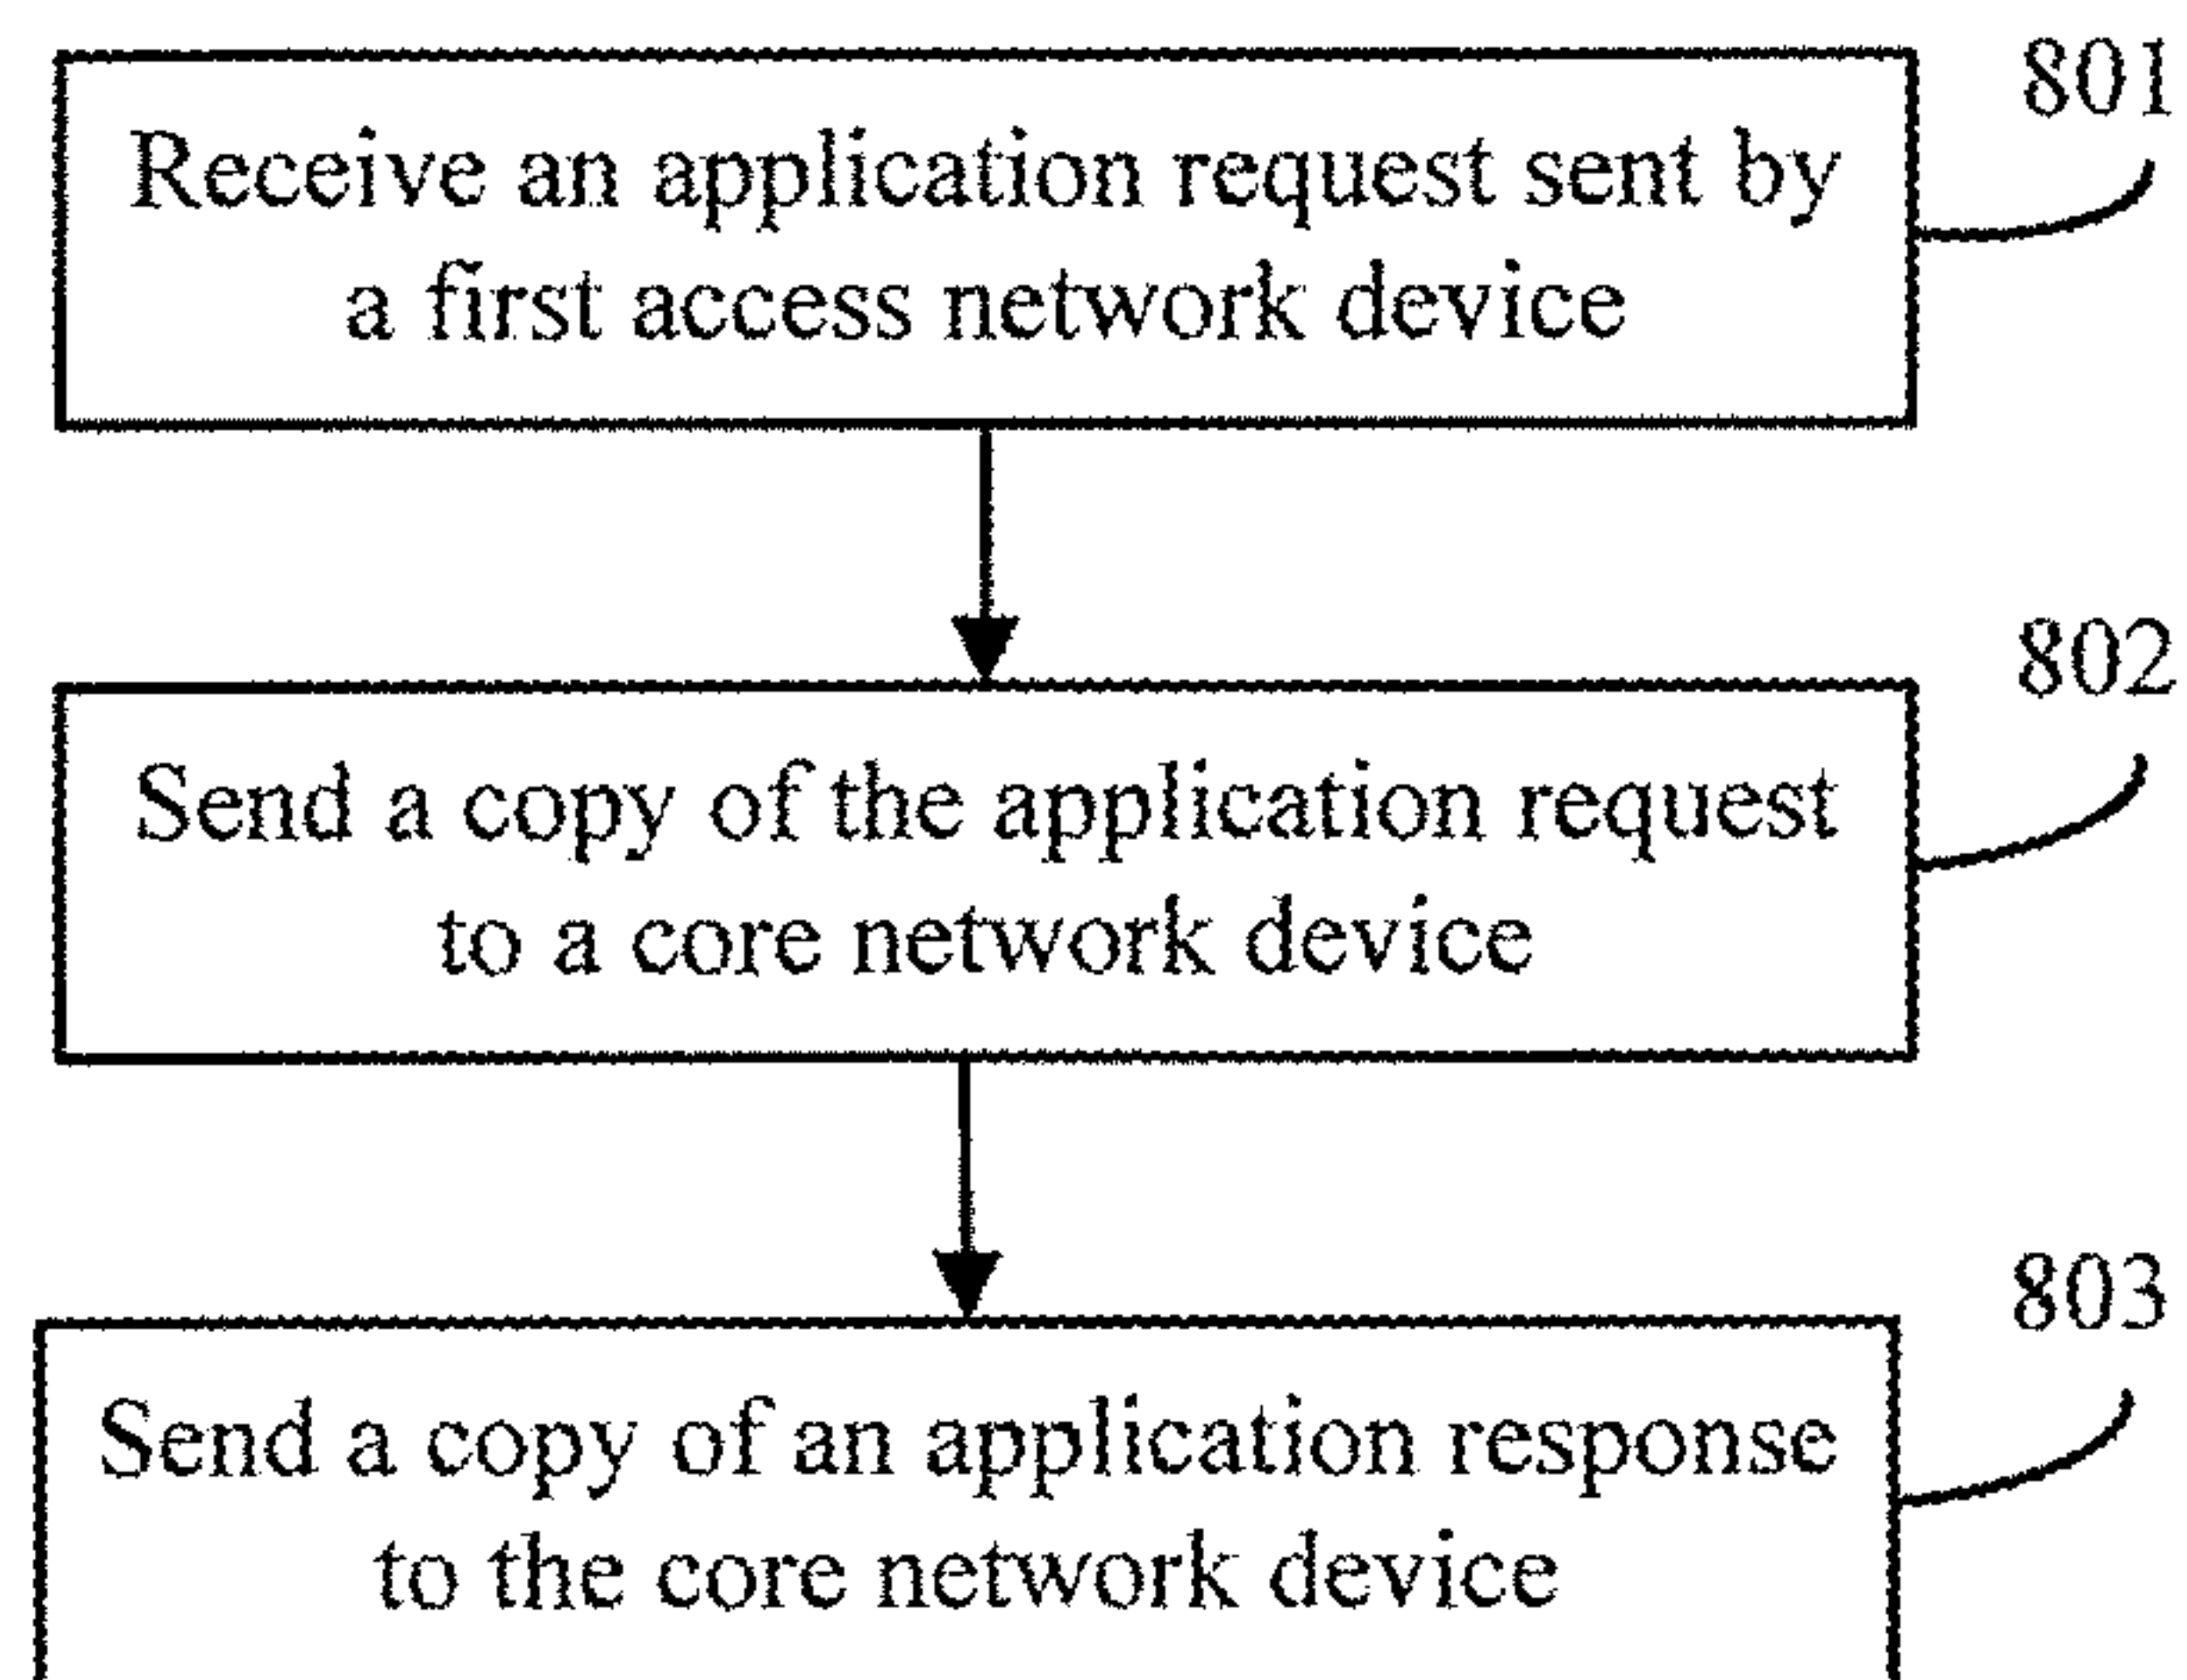 801
Receive an application request sent by
a first access network device
802
Send a copy of the application request
to a core network device
803
Send a copy of an application response
to the core network device